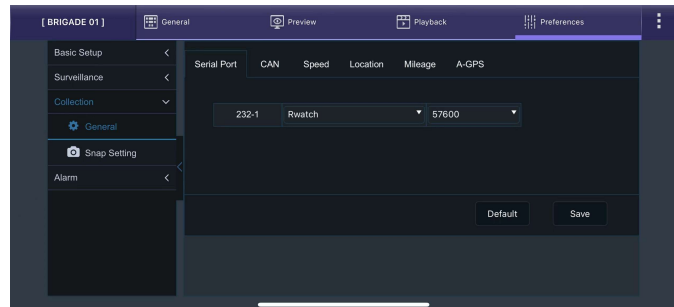 [ BRIGADE 01 ] General Preview Playback Preferences
Basic Setup
Surveillance
Collection
General
Snap Setting
Alarm
Serial Port CAN Speed Location Mileage A-GPS
232-1 Rwatch 57600
Default Save